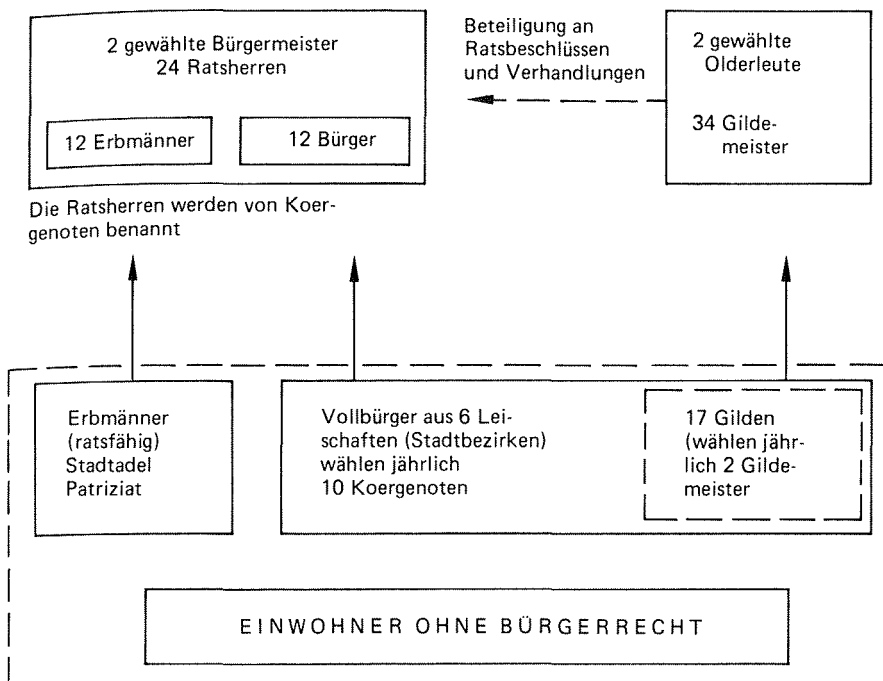 2 gewählte Bürgermeister
24 Ratsherren
12 Erbmänner
12 Bürger
Die Ratsherren werden von Koer-
genoten benannt
Beteiligung an
Ratsbeschlüssen
und Verhandlungen
2 gewählte
Olderleute
34 Gilde-
meister
Erbmänner
(ratsfähig)
Stadtadel
Patriziat
Vollbürger aus 6 Lei-
schaften (Stadtbezirken)
wählen jährlich
10 Koergenoten
17 Gilden
(wählen jähr-
lich 2 Gilde-
meister
EINWOHNER OHNE BÜRGERRECHT